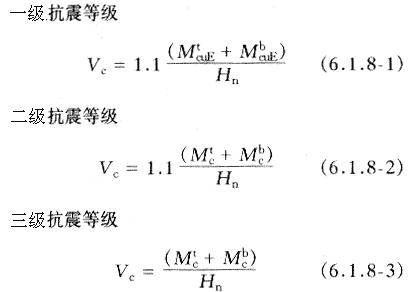 一级抗震等级
V_c = 1.1 \frac{(M_{cuE}^t + M_{cuE}^b)}{H_n} (6.1.8-1)
二级抗震等级
V_c = 1.1 \frac{(M_c^t + M_c^b)}{H_n} (6.1.8-2)
三级抗震等级
V_c = \frac{(M_c^t + M_c^b)}{H_n} (6.1.8-3)